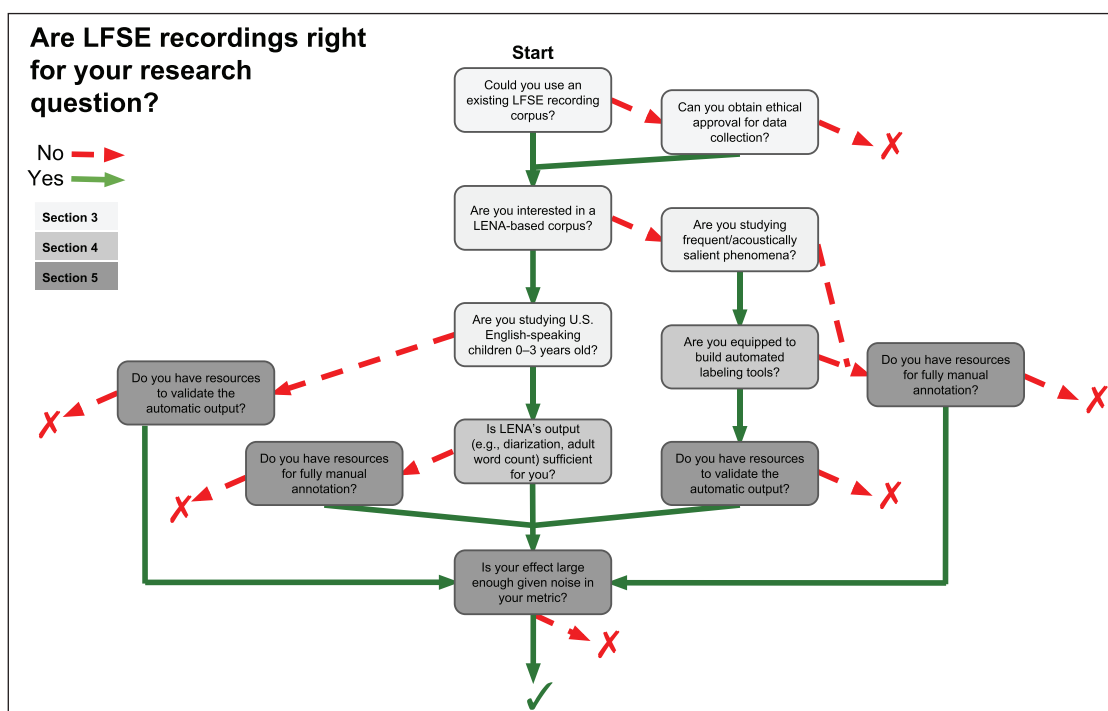 Are LFSE recordings right
for your research
question?
No
Yes
Section 3
Section 4
Section 5
Start
Could you use an
existing LFSE recording
corpus?
Can you obtain ethical
approval for data
collection?
✗
Are you interested in a
LENA-based corpus?
Are you studying
frequent/acoustically
salient phenomena?
Are you studying U.S.
English-speaking
children 0–3 years old?
Are you equipped to
build automated
labeling tools?
Do you have resources
for fully manual
annotation?
✗
Do you have resources
to validate the
automatic output?
✗
Is LENA's output
(e.g., diarization, adult
word count) sufficient
for you?
Do you have resources
for fully manual
annotation?
✗
Do you have resources
to validate the
automatic output?
✗
Is your effect large
enough given noise in
your metric?
✗
✓